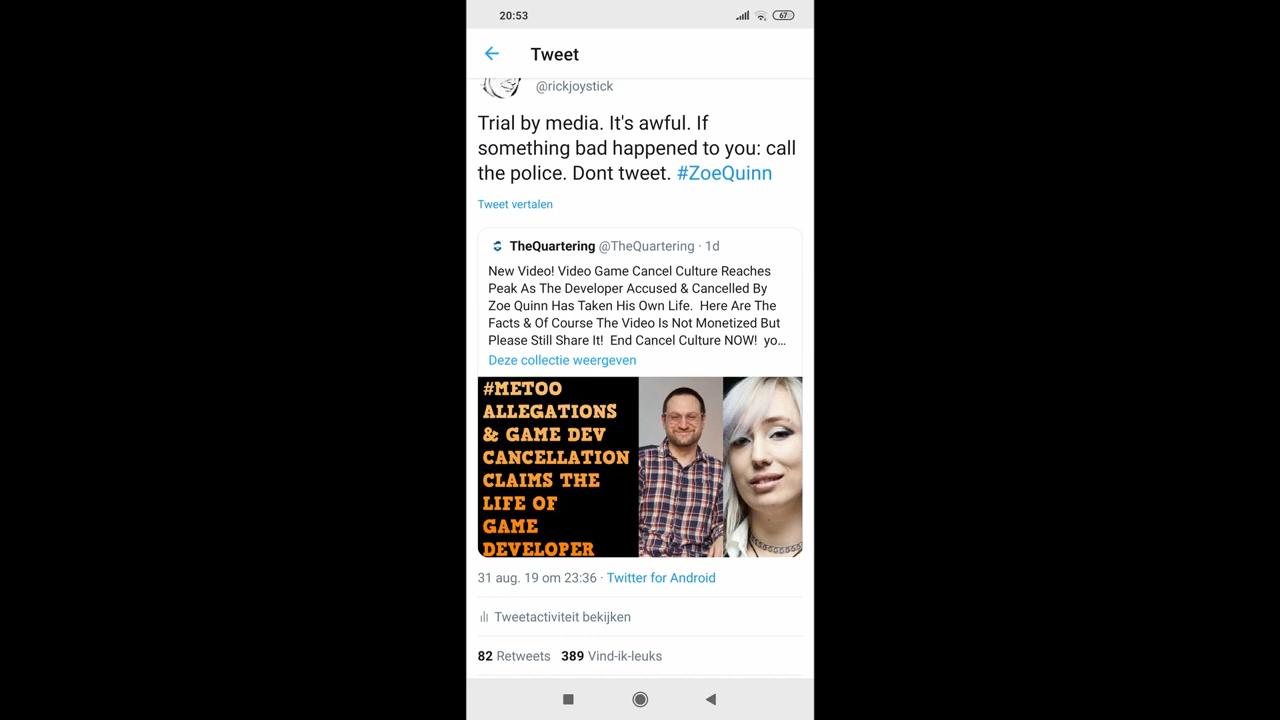 20:53
67
Tweet
@rickjoystick
Trial by media. It's awful. If
something bad happened to you: call
the police. Dont tweet. #ZoeQuinn
Tweet vertalen
TheQuartering @TheQuartering · 1d
New Video! Video Game Cancel Culture Reaches
Peak As The Developer Accused & Cancelled By
Zoe Quinn Has Taken His Own Life.  Here Are The
Facts & Of Course The Video Is Not Monetized But
Please Still Share It!  End Cancel Culture NOW!  yo…
Deze collectie weergeven
#METOO
ALLEGATIONS
& GAME DEV
CANCELLATION
CLAIMS THE
LIFE OF
GAME
DEVELOPER
31 aug. 19 om 23:36 · Twitter for Android
Tweetactiviteit bekijken
82 Retweets 389 Vind-ik-leuks